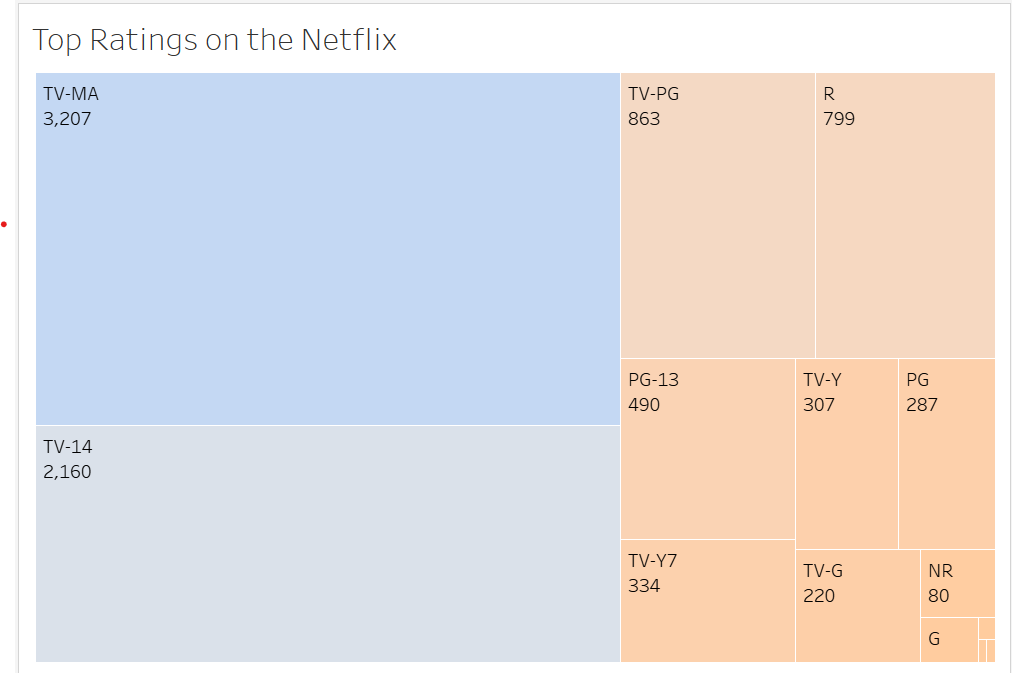 Top Ratings on the Netflix
TV-MA
3,207
TV-PG
863
R
799
TV-14
2,160
PG-13
490
TV-Y
307
PG
287
TV-Y7
334
TV-G
220
NR
80
G